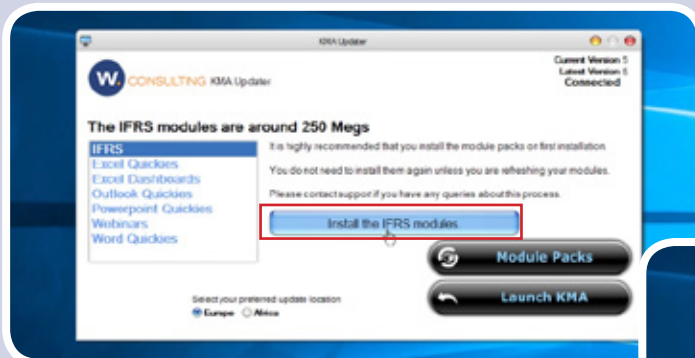 KMA Updater
W.
CONSULTING KMA Updater
Current Version 5
Latest Version 5
Connected
The IFRS modules are around 250 Megs
IFRS
Excel Quickies
Excel Dashboards
Outlook Quickies
Powerpoint Quickies
Webinars
Word Quickies
It is highly recommended that you install the module packs on first installation.
You do not need to install them again unless you are refreshing your modules.
Please contact support if you have any queries about this process.
Install the IFRS modules
Module Packs
Launch KMA
Select your preferred update location
Europe Africa